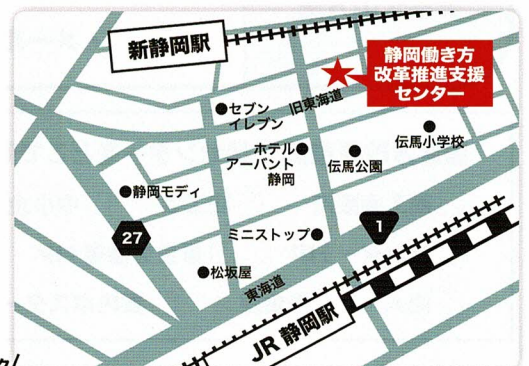 新静岡駅
静岡働き方
改革推進支援
センター
セブン
イレブン
旧東海道
ホテル
アーバント
静岡
伝馬公園
伝馬小学校
静岡モディ
27
ミニストップ
1
松坂屋
東海道
JR 静岡駅